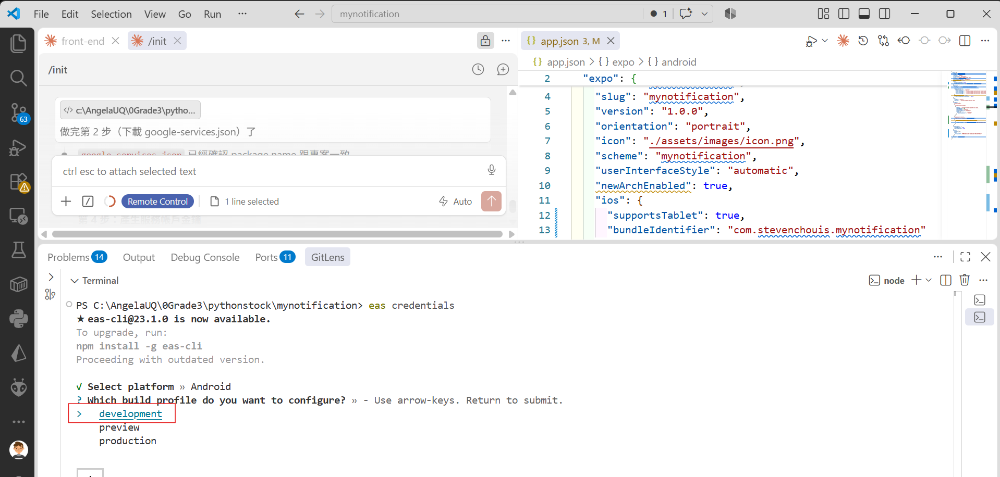 File Edit Selection View Go Run ...
mynotification
1
front-end
/init
app.json 3, M
/init
app.json > {} expo > {} android
</> c:\AngelaUQ\0Grade3\pytho...
做完第 2 步（下載 google-services.json）了
google-services.json 已經確認 package name 跟專案一致
ctrl esc to attach selected text
Remote Control
1 line selected
Auto
第 4 步：產生服務帳戶金鑰
2 "expo": {
4 "slug": "mynotification",
5 "version": "1.0.0",
6 "orientation": "portrait",
7 "icon": "./assets/images/icon.png",
8 "scheme": "mynotification",
9 "userInterfaceStyle": "automatic",
10 "newArchEnabled": true,
11 "ios": {
12 "supportsTablet": true,
13 "bundleIdentifier": "com.stevenchouis.mynotification"
63
Problems 14 Output Debug Console Ports 11 GitLens
Terminal
node
PS C:\AngelaUQ\0Grade3\pythonstock\mynotification> eas credentials
★ eas-cli@23.1.0 is now available.
To upgrade, run:
npm install -g eas-cli
Proceeding with outdated version.
√ Select platform » Android
? Which build profile do you want to configure? » - Use arrow-keys. Return to submit.
> development
preview
production